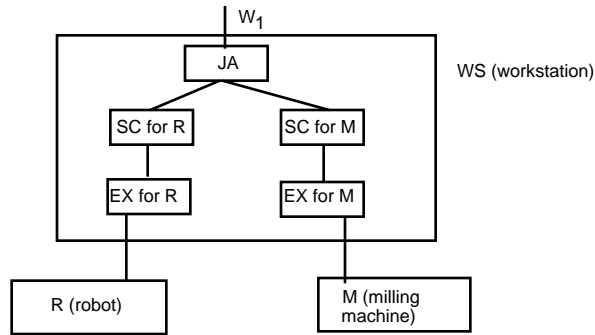 W1
JA
WS (workstation)
SC for R
SC for M
EX for R
EX for M
R (robot)
M (milling
machine)